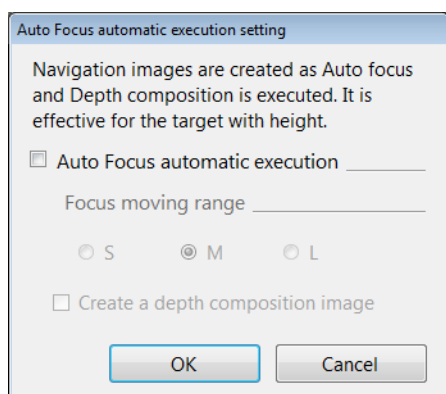 Auto Focus automatic execution setting
Navigation images are created as Auto focus
and Depth composition is executed. It is
effective for the target with height.
Auto Focus automatic execution
Focus moving range
S M L
Create a depth composition image
OK Cancel